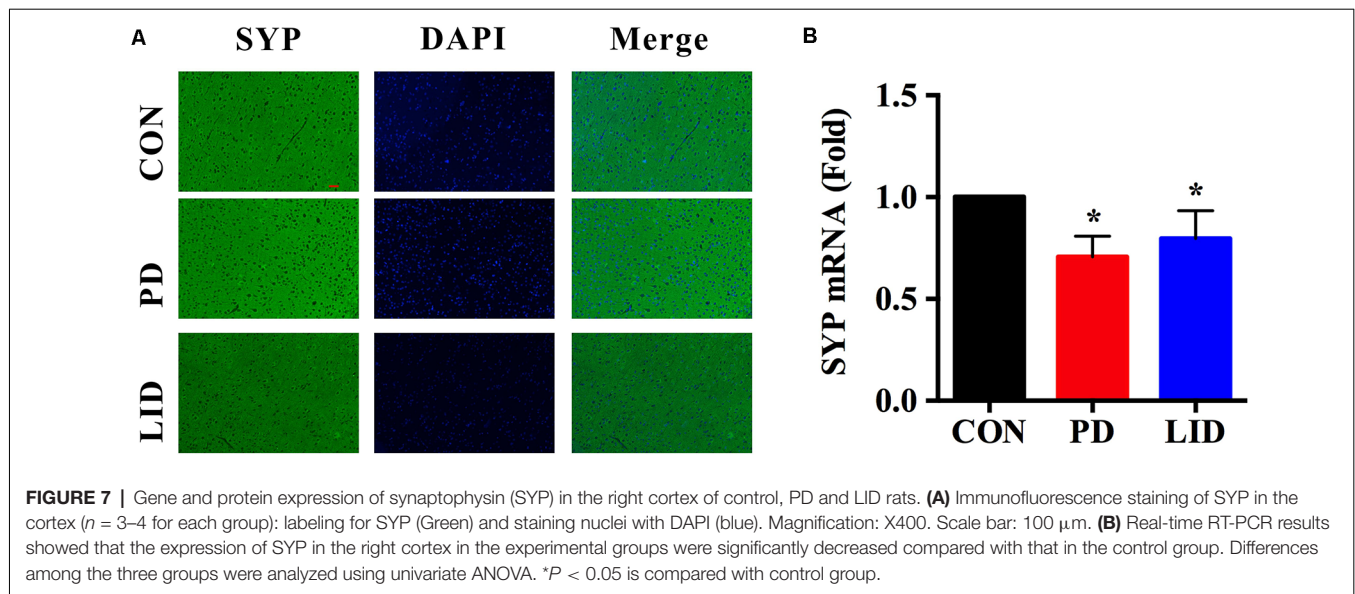 A
SYP DAPI Merge
CON
PD
LID
B
SYP mRNA (Fold)
1.5
1.0
0.5
0.0
* *
CON PD LID
FIGURE 7 | Gene and protein expression of synaptophysin (SYP) in the right cortex of control, PD and LID rats. (A) Immunofluorescence staining of SYP in the
cortex (n = 3–4 for each group): labeling for SYP (Green) and staining nuclei with DAPI (blue). Magnification: X400. Scale bar: 100 μm. (B) Real-time RT-PCR results
showed that the expression of SYP in the right cortex in the experimental groups were significantly decreased compared with that in the control group. Differences
among the three groups were analyzed using univariate ANOVA. *P < 0.05 is compared with control group.